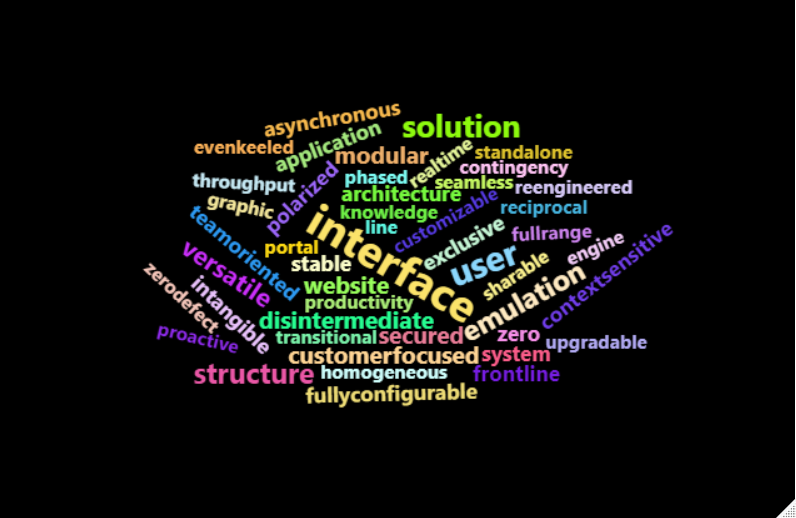 asynchronous
solution
evenkeeled
application
modular
realtime
standalone
contingency
throughput
polarized
phased
seamless
reengineered
architecture
graphic
knowledge
customizable
reciprocal
line
teamoriented
interface
exclusive
fullrange
portal
stable
user
engine
contextsensitive
versatile
website
sharable
zerodefect
intangible
productivity
emulation
disintermediate
proactive
transitional
secured
zero
upgradable
customerfocused
system
structure
homogeneous
frontline
fullyconfigurable